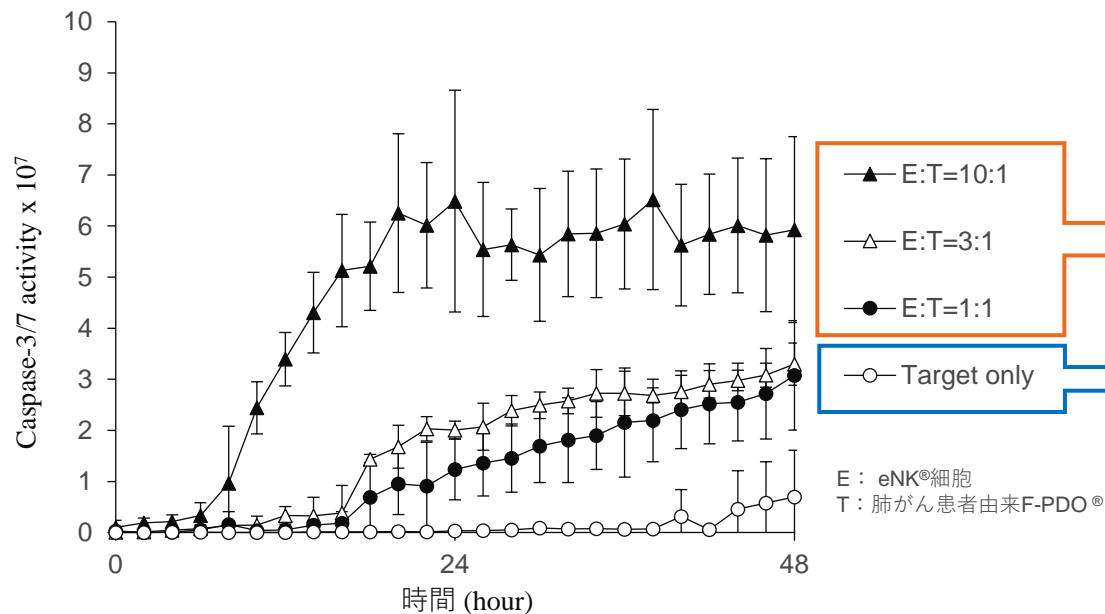 10
9
8
7
6
5
4
3
2
1
0
Caspase-3/7 activity x 10⁷
0
24
48
時間 (hour)
E:T=10:1
E:T=3:1
E:T=1:1
Target only
E： eNK®細胞
T：肺がん患者由来F-PDO®